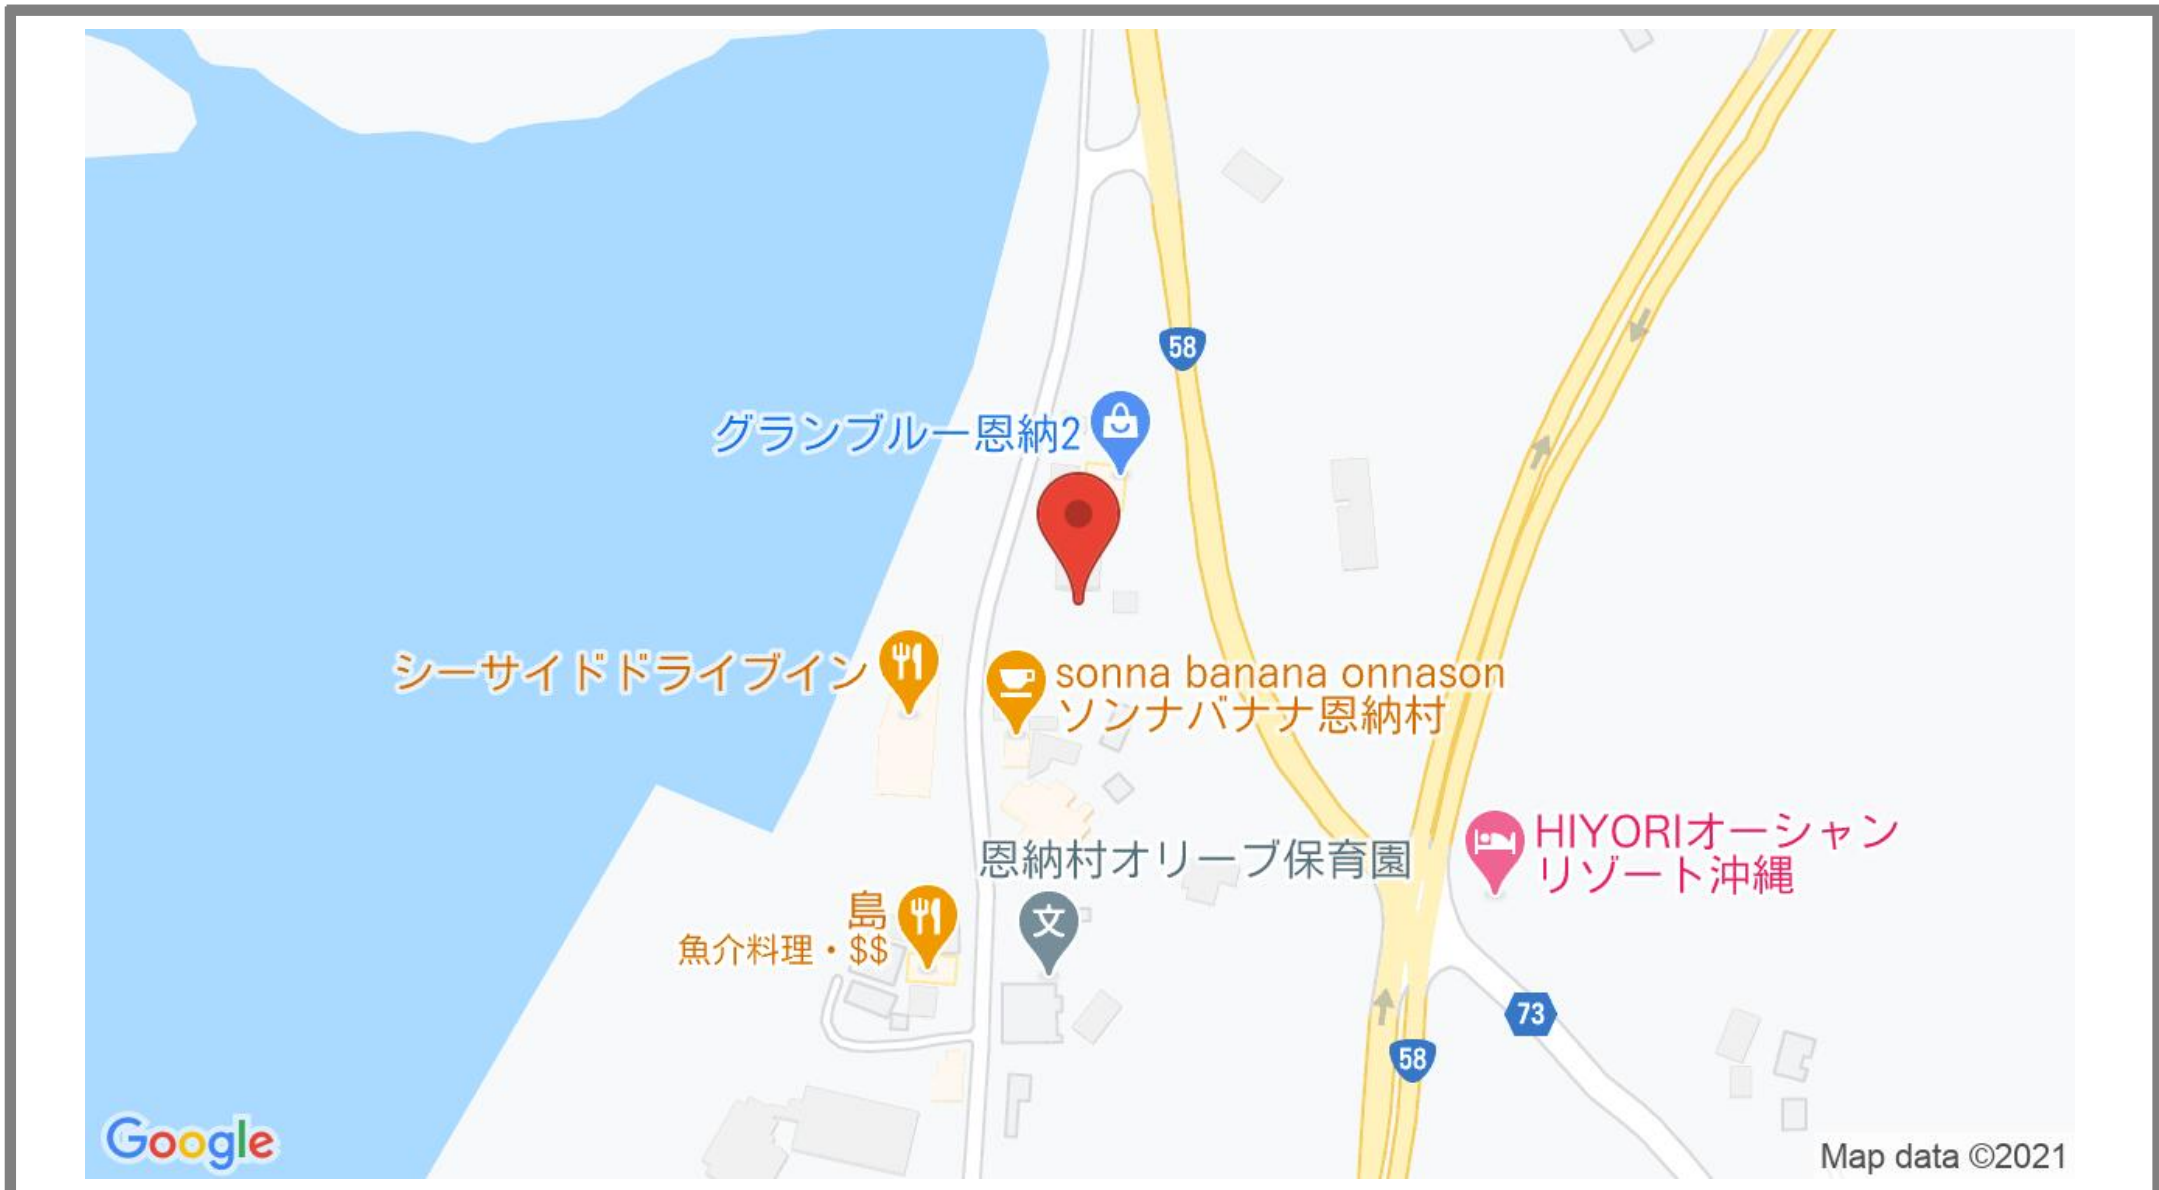 58
グランブルー恩納2
シーサイドドライブイン
sonna banana onnason
ソンナバナナ恩納村
HIYORIオーシャン
リゾート沖縄
恩納村オリーブ保育園
文
島
魚介料理・$$
73
58
Google
Map data ©2021